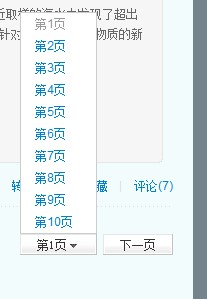 近取样的海水中发现了超出
第1页
针对 物质的新
第2页
第3页
第4页
第5页
第6页
第7页
第8页
转 藏 评论(7)
第9页
第10页
第1页 下一页